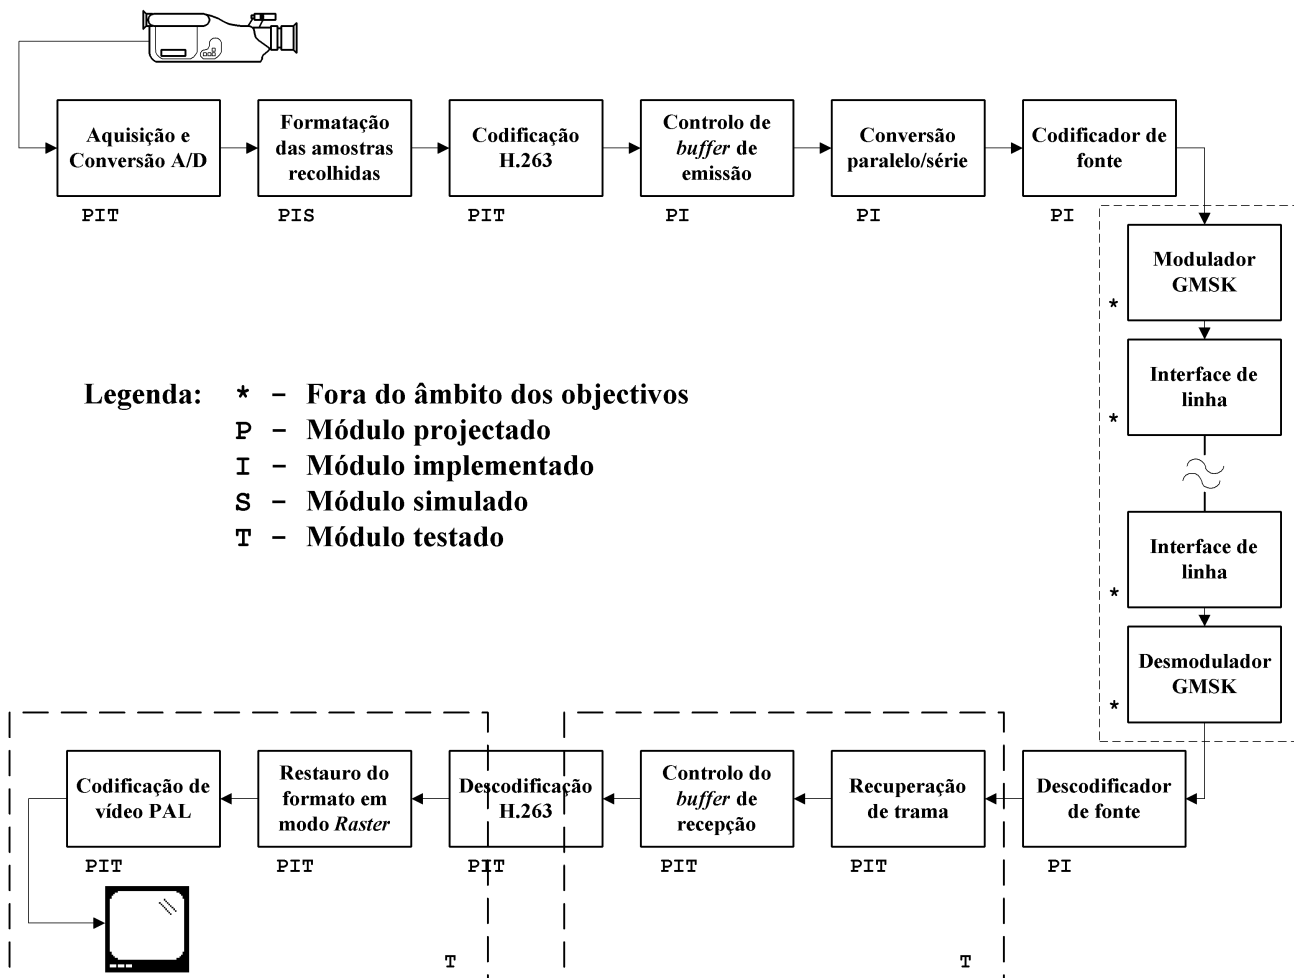 Aquisição e
Conversão A/D
PIT
Formatação
das amostras
recolhidas
PIS
Codificação
H.263
PIT
Controlo de
buffer de
emissão
PI
Conversão
paralelo/série
PI
Codificador de
fonte
PI
Modulador
GMSK
*
Interface de
linha
*
Legenda: * – Fora do âmbito dos objectivos
P – Módulo projectado
I – Módulo implementado
S – Módulo simulado
T – Módulo testado
Interface de
linha
*
Desmodulador
GMSK
*
Descodificador
de fonte
PI
Recuperação
de trama
PIT
Controlo do
buffer de
recepção
PIT
Descodificação
H.263
PIT
Restauro do
formato em
modo Raster
PIT
Codificação de
vídeo PAL
PIT
T
T